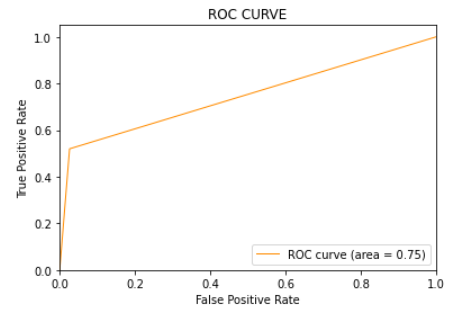 ROC CURVE
1.0
0.8
0.6
0.4
0.2
0.0
True Positive Rate
ROC curve (area = 0.75)
0.0 0.2 0.4 0.6 0.8 1.0
False Positive Rate